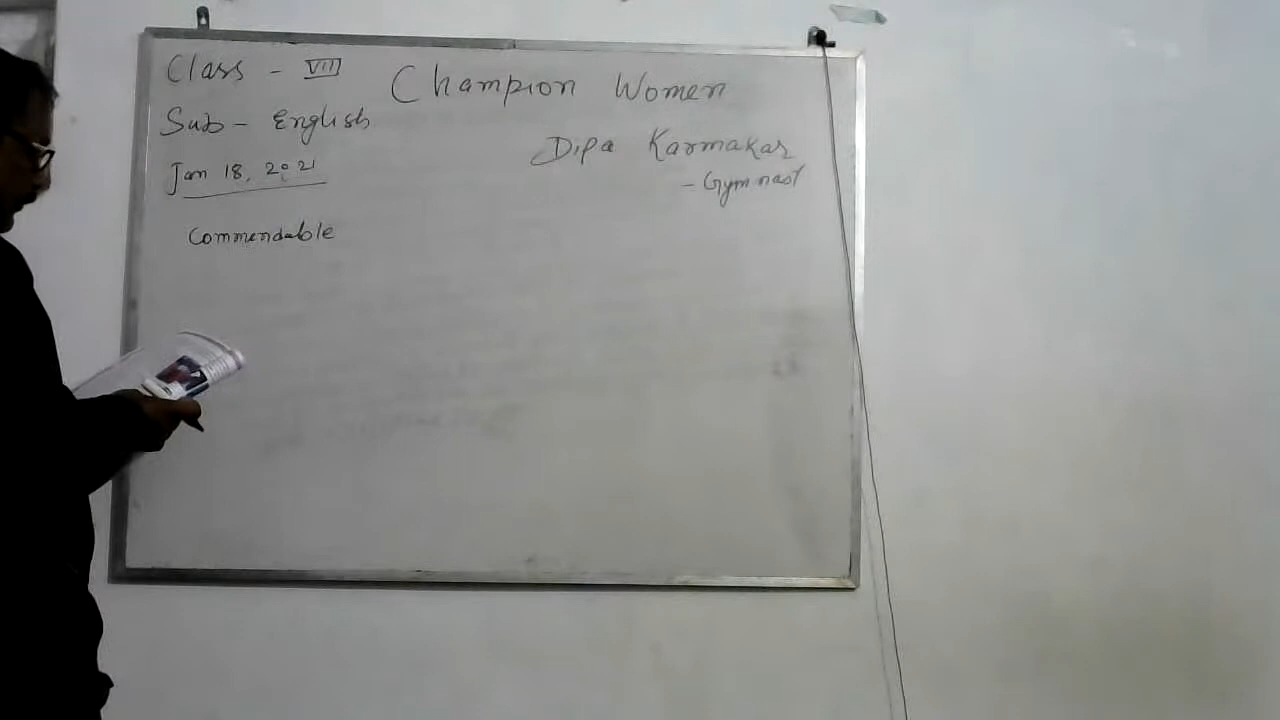 Class - VIII
Sub - English
Jan 18, 2021
Champion Women
Dipa Karmakar
- Gymnast
Commendable